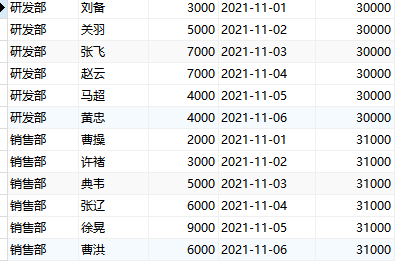 研发部 刘备 3000 2021-11-01 30000
研发部 关羽 5000 2021-11-02 30000
研发部 张飞 7000 2021-11-03 30000
研发部 赵云 7000 2021-11-04 30000
研发部 马超 4000 2021-11-05 30000
研发部 黄忠 4000 2021-11-06 30000
销售部 曹操 2000 2021-11-01 31000
销售部 许褚 3000 2021-11-02 31000
销售部 典韦 5000 2021-11-03 31000
销售部 张辽 6000 2021-11-04 31000
销售部 徐晃 9000 2021-11-05 31000
销售部 曹洪 6000 2021-11-06 31000